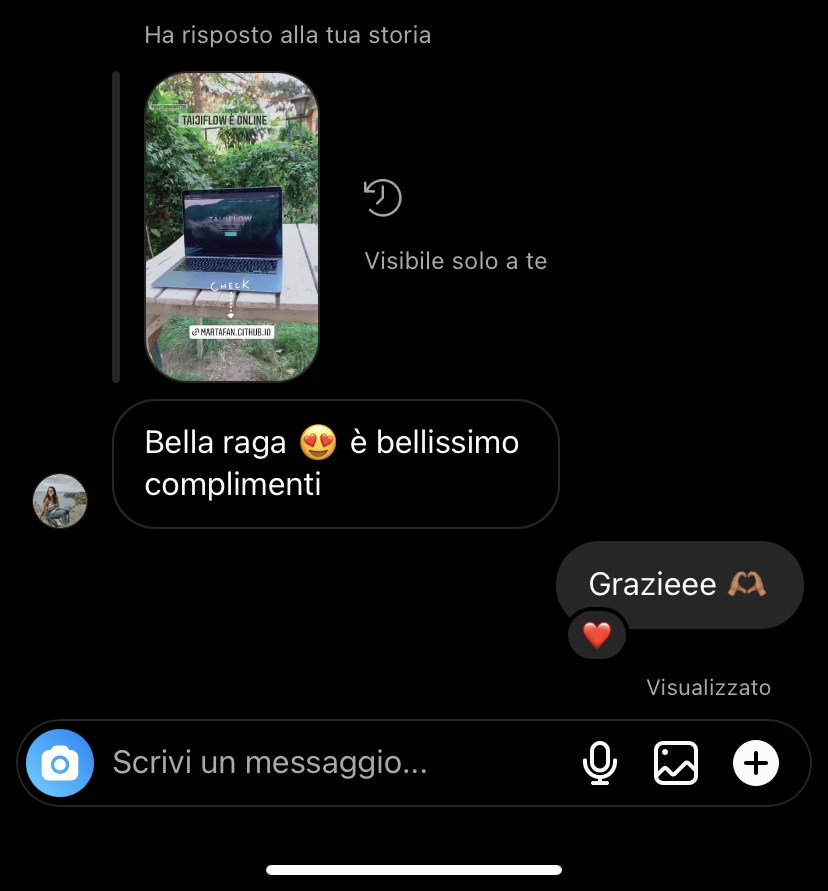 Ha risposto alla tua storia
TAIJIFLOW È ONLINE
TAIJIFLOW
CHECK
MARTAFAN.GITHUB.IO
Visibile solo a te
Bella raga 😍 è bellissimo
complimenti
Grazieee 🫶🏽
❤️
Visualizzato
Scrivi un messaggio...